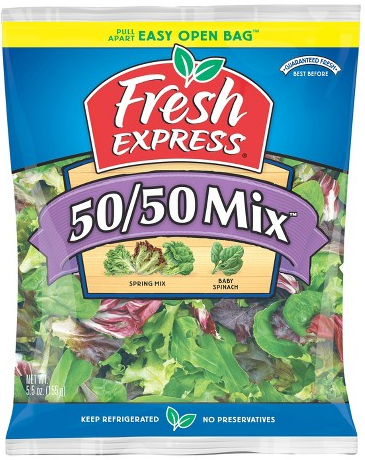 PULL
APART EASY OPEN BAG™
GUARANTEED FRESH
BEST BEFORE
Fresh
EXPRESS®
50/50 Mix™
SPRING MIX
BABY
SPINACH
NET WT.
5.5 oz. (155g)
KEEP REFRIGERATED NO PRESERVATIVES